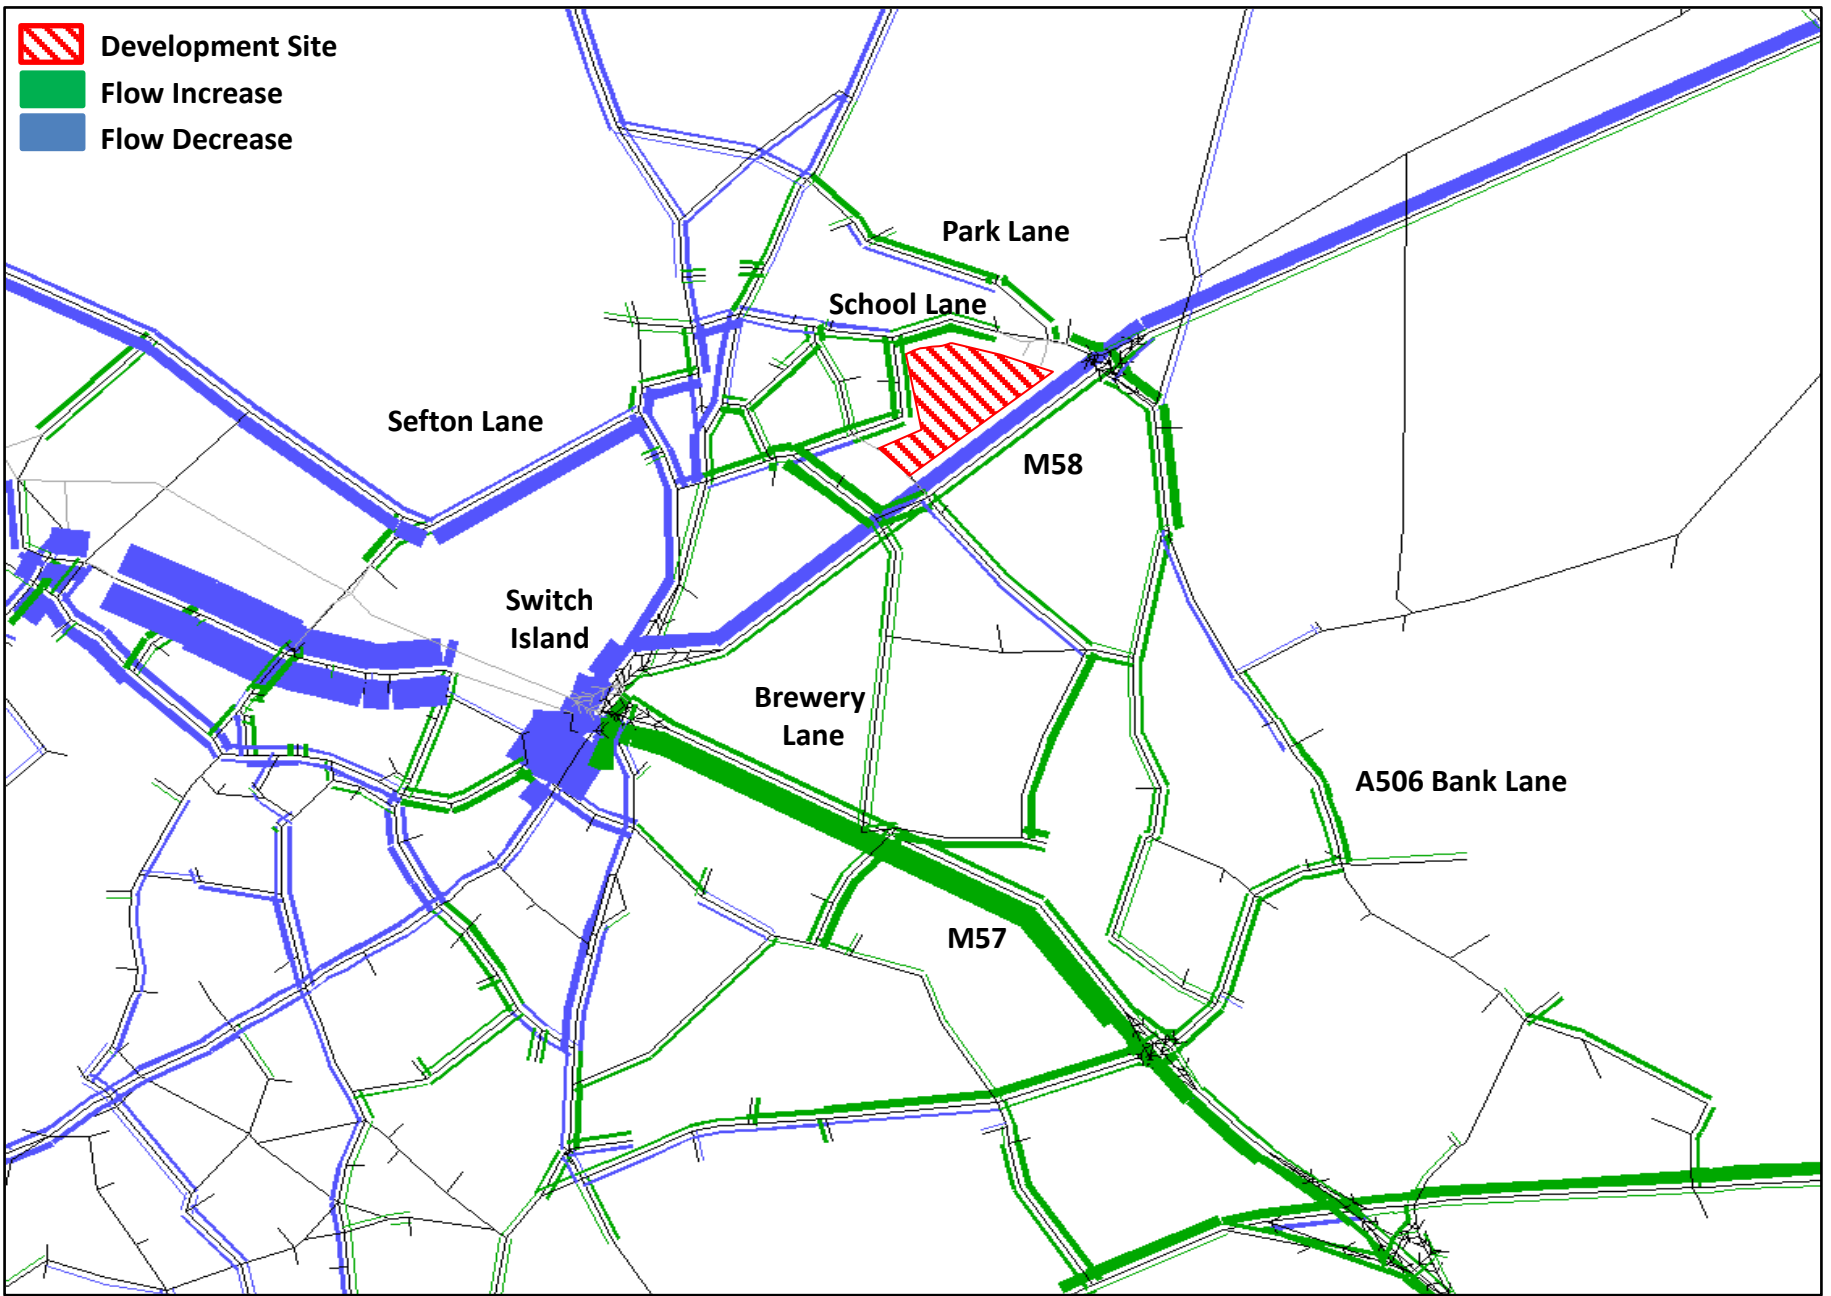 Development Site
Flow Increase
Flow Decrease
Park Lane
School Lane
Sefton Lane
M58
Switch
Island
Brewery
Lane
A506 Bank Lane
M57